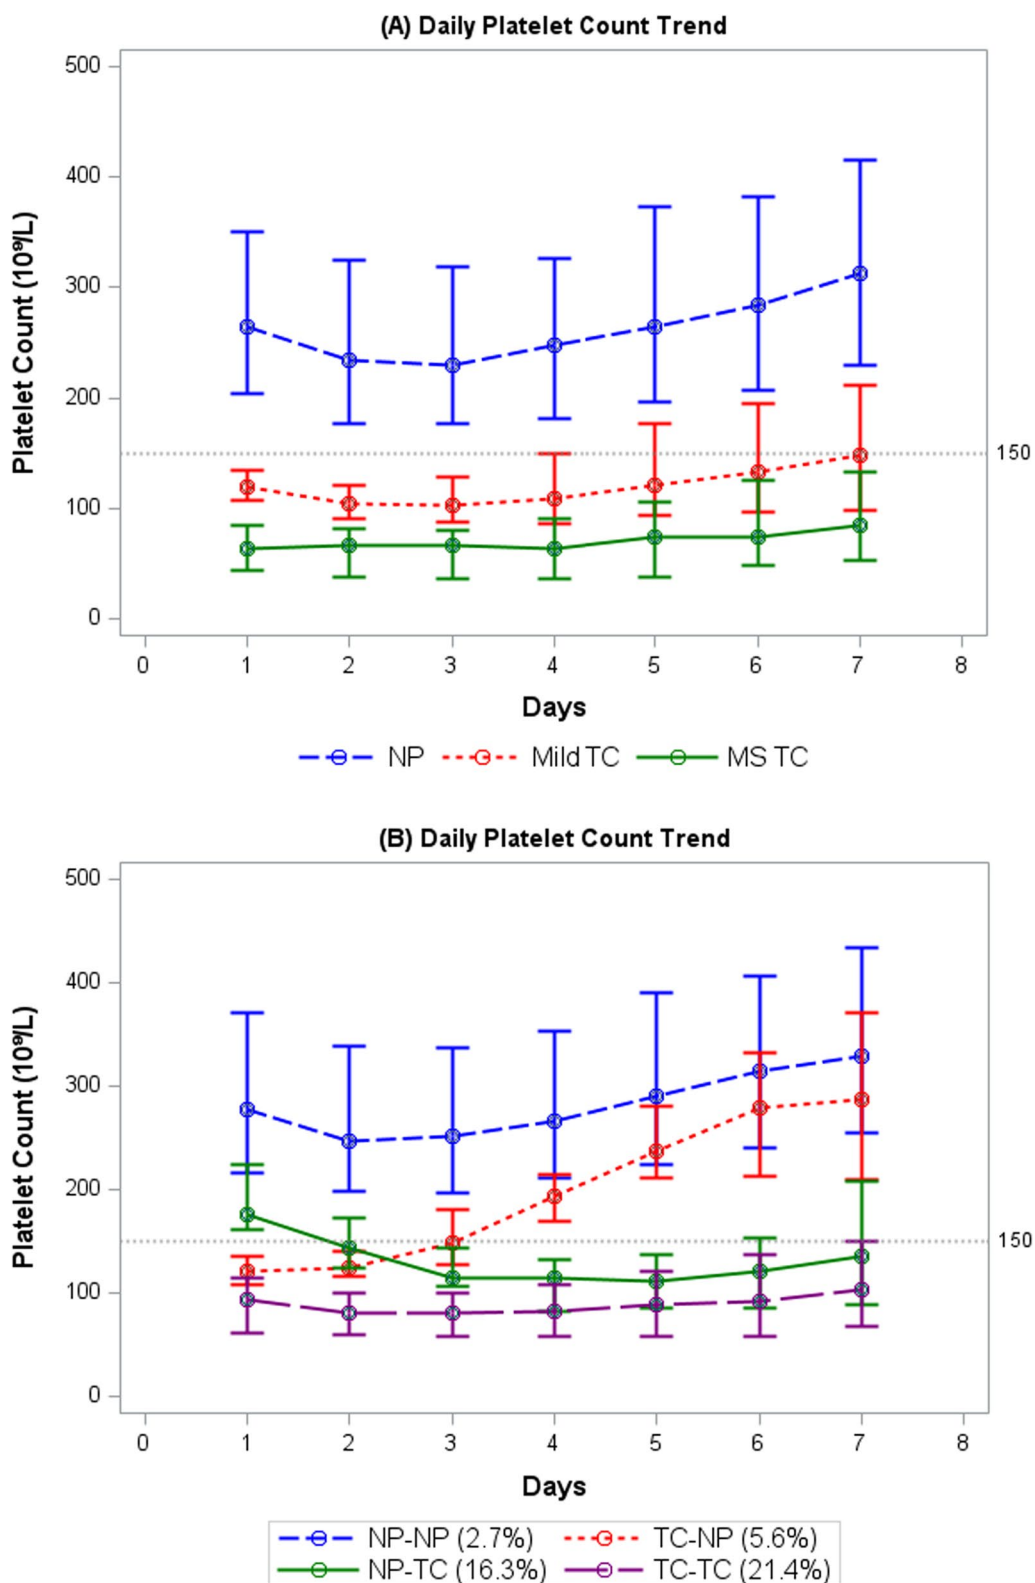 (A) Daily Platelet Count Trend
500
400
300
200
100
0
Platelet Count (10⁹/L)
150
0 1 2 3 4 5 6 7 8
Days
NP Mild TC MS TC
(B) Daily Platelet Count Trend
500
400
300
200
100
0
Platelet Count (10⁹/L)
150
0 1 2 3 4 5 6 7 8
Days
NP-NP (2.7%) TC-NP (5.6%)
NP-TC (16.3%) TC-TC (21.4%)